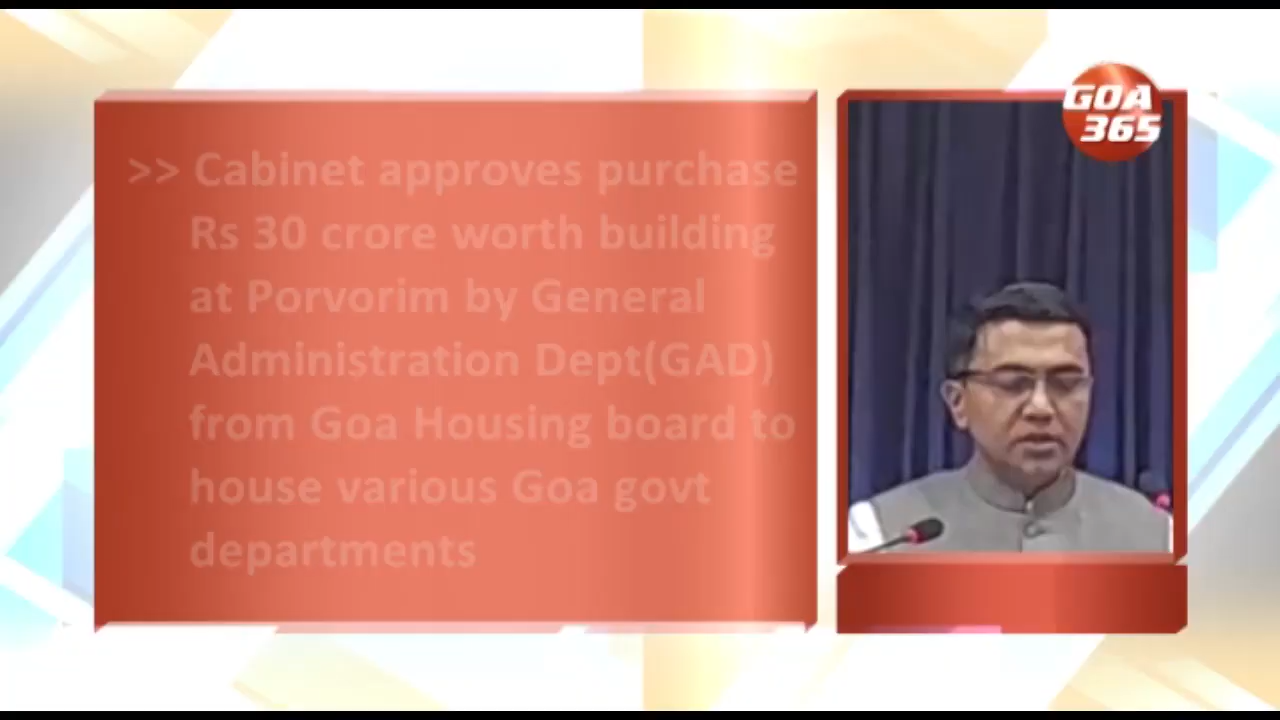 >> Cabinet approves purchase
Rs 30 crore worth building
at Porvorim by General
Administration Dept(GAD)
from Goa Housing board to
house various Goa govt
departments
GOA
365